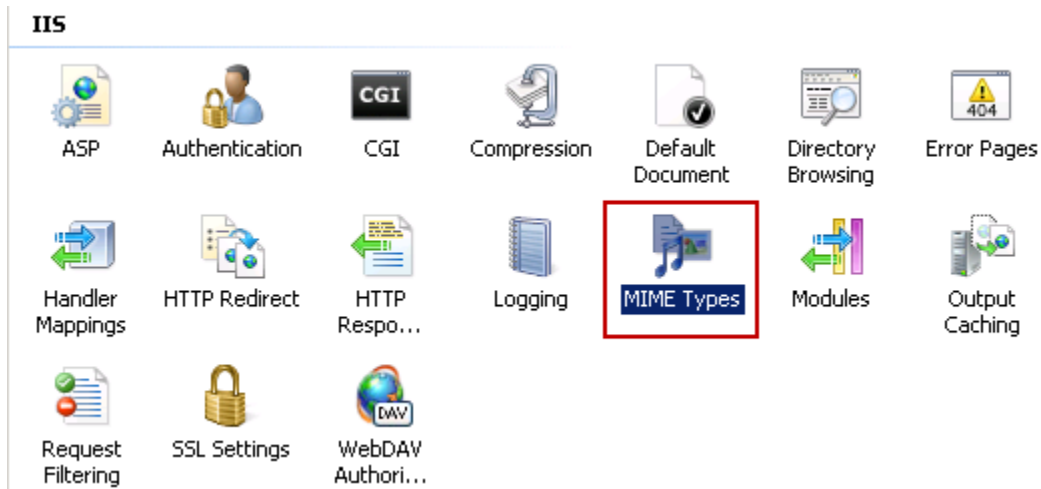 IIS
CGI
404
ASP
Authentication
CGI
Compression
Default
Document
Directory
Browsing
Error Pages
Handler
Mappings
HTTP Redirect
HTTP
Respo...
Logging
MIME Types
Modules
Output
Caching
DAV
Request
Filtering
SSL Settings
WebDAV
Authori...